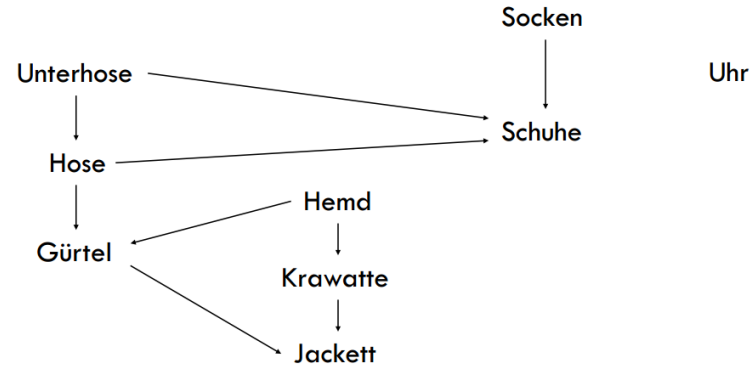 Socken
Unterhose
Uhr
Schuhe
Hose
Hemd
Gürtel
Krawatte
Jackett